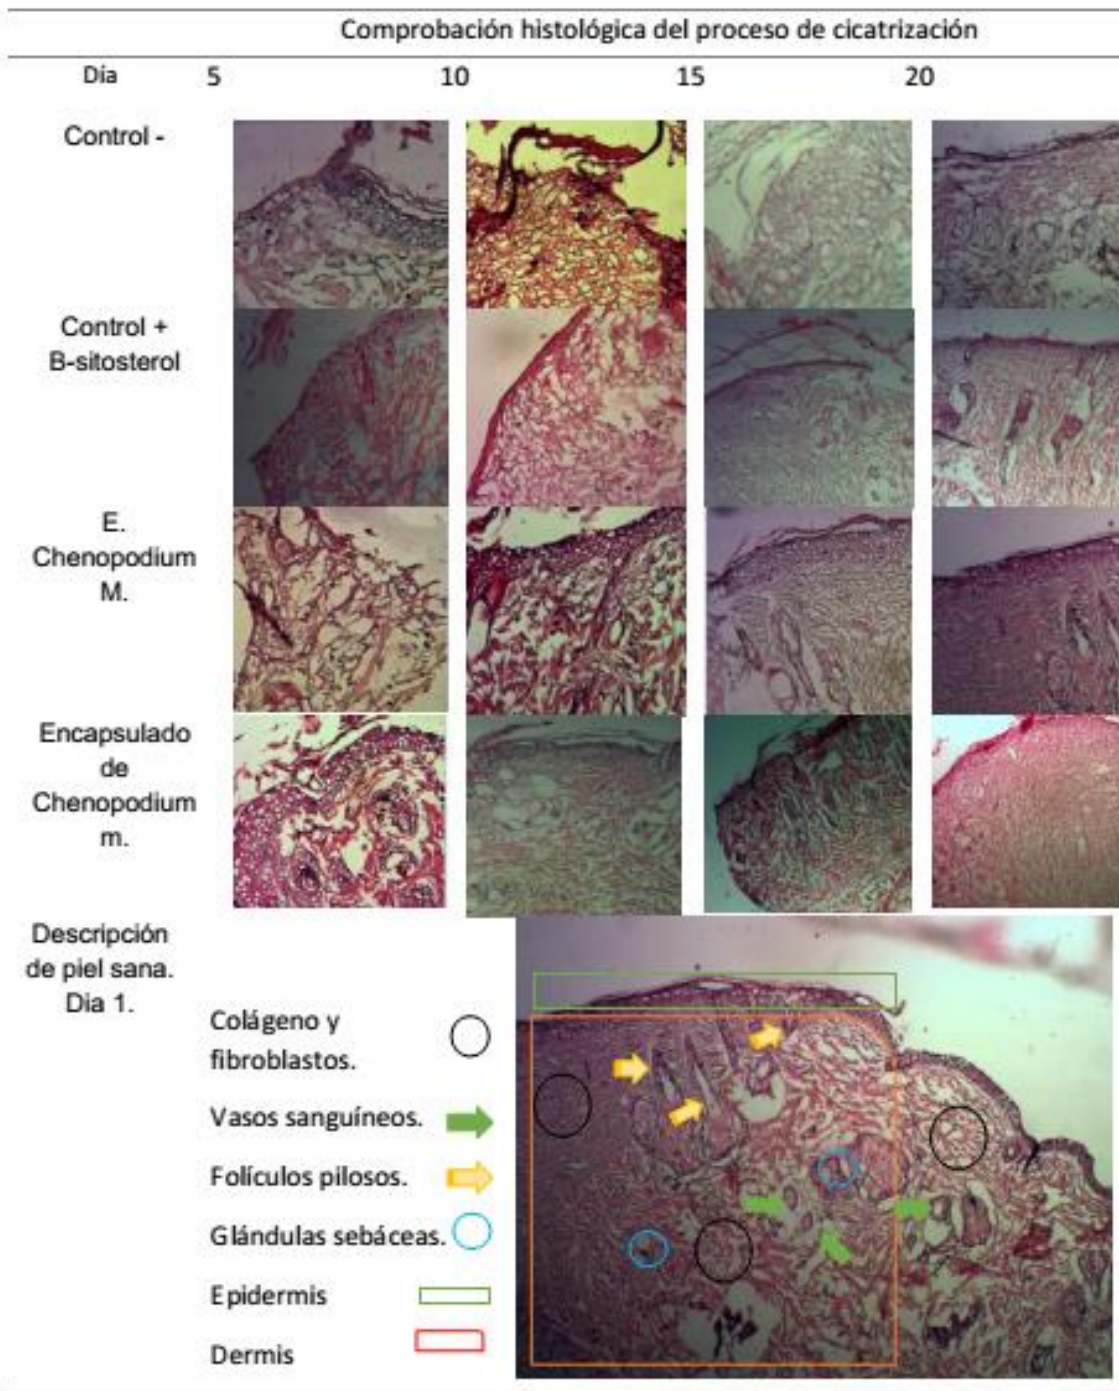 Comprobación histológica del proceso de cicatrización
Día 5 10 15 20
Control -
Control +
B-sitosterol
E.
Chenopodium
M.
Encapsulado
de
Chenopodium
m.
Descripción
de piel sana.
Dia 1.
Colágeno y
fibroblastos.
Vasos sanguíneos.
Folículos pilosos.
Glándulas sebáceas.
Epidermis
Dermis